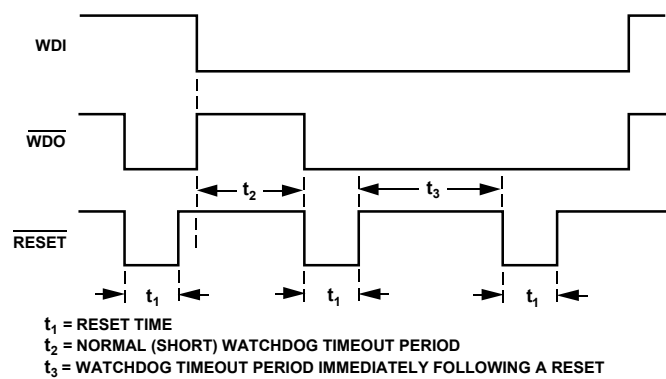 WDI
WDO
t2
t3
RESET
t1
t1
t1
t1 = RESET TIME
t2 = NORMAL (SHORT) WATCHDOG TIMEOUT PERIOD
t3 = WATCHDOG TIMEOUT PERIOD IMMEDIATELY FOLLOWING A RESET